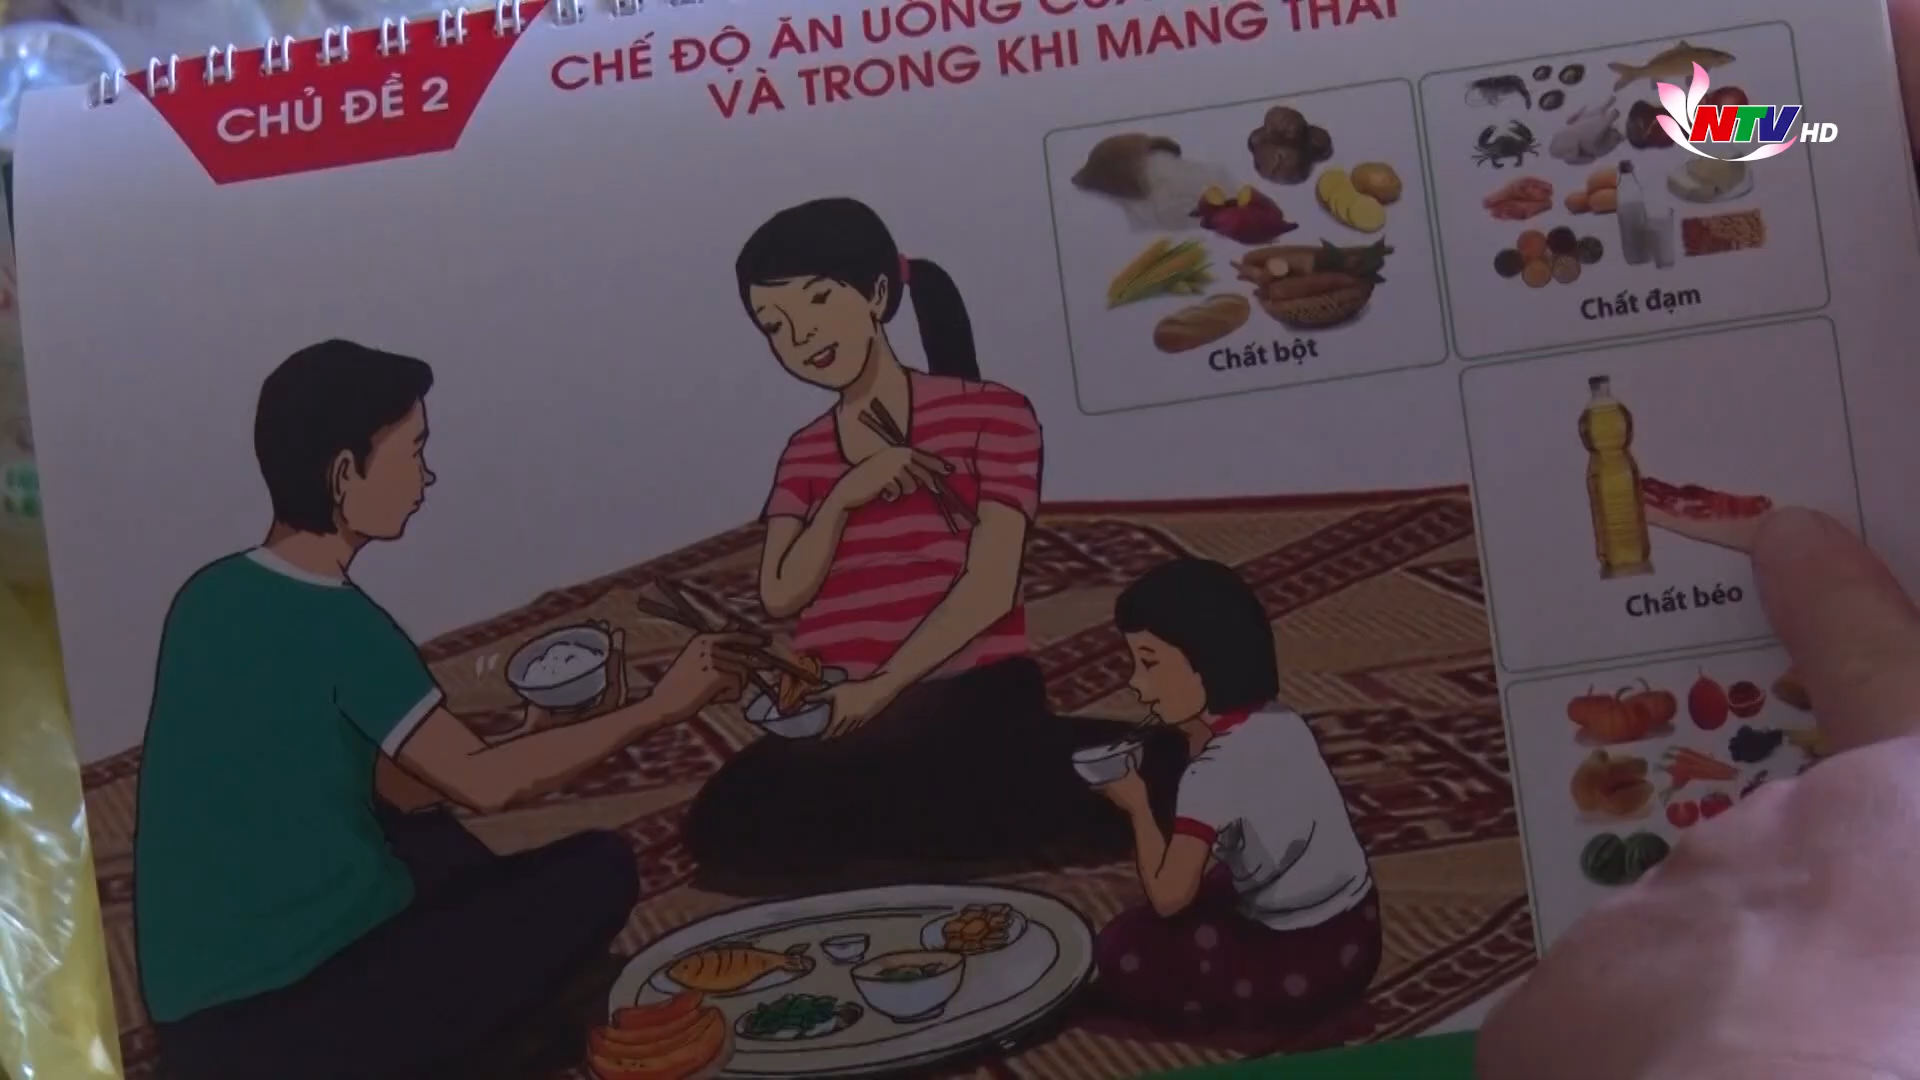 CHỦ ĐỀ 2
CHẾ ĐỘ ĂN UỐNG
VÀ TRONG KHI MANG THAI
Chất bột
Chất đạm
Chất béo
NTV HD